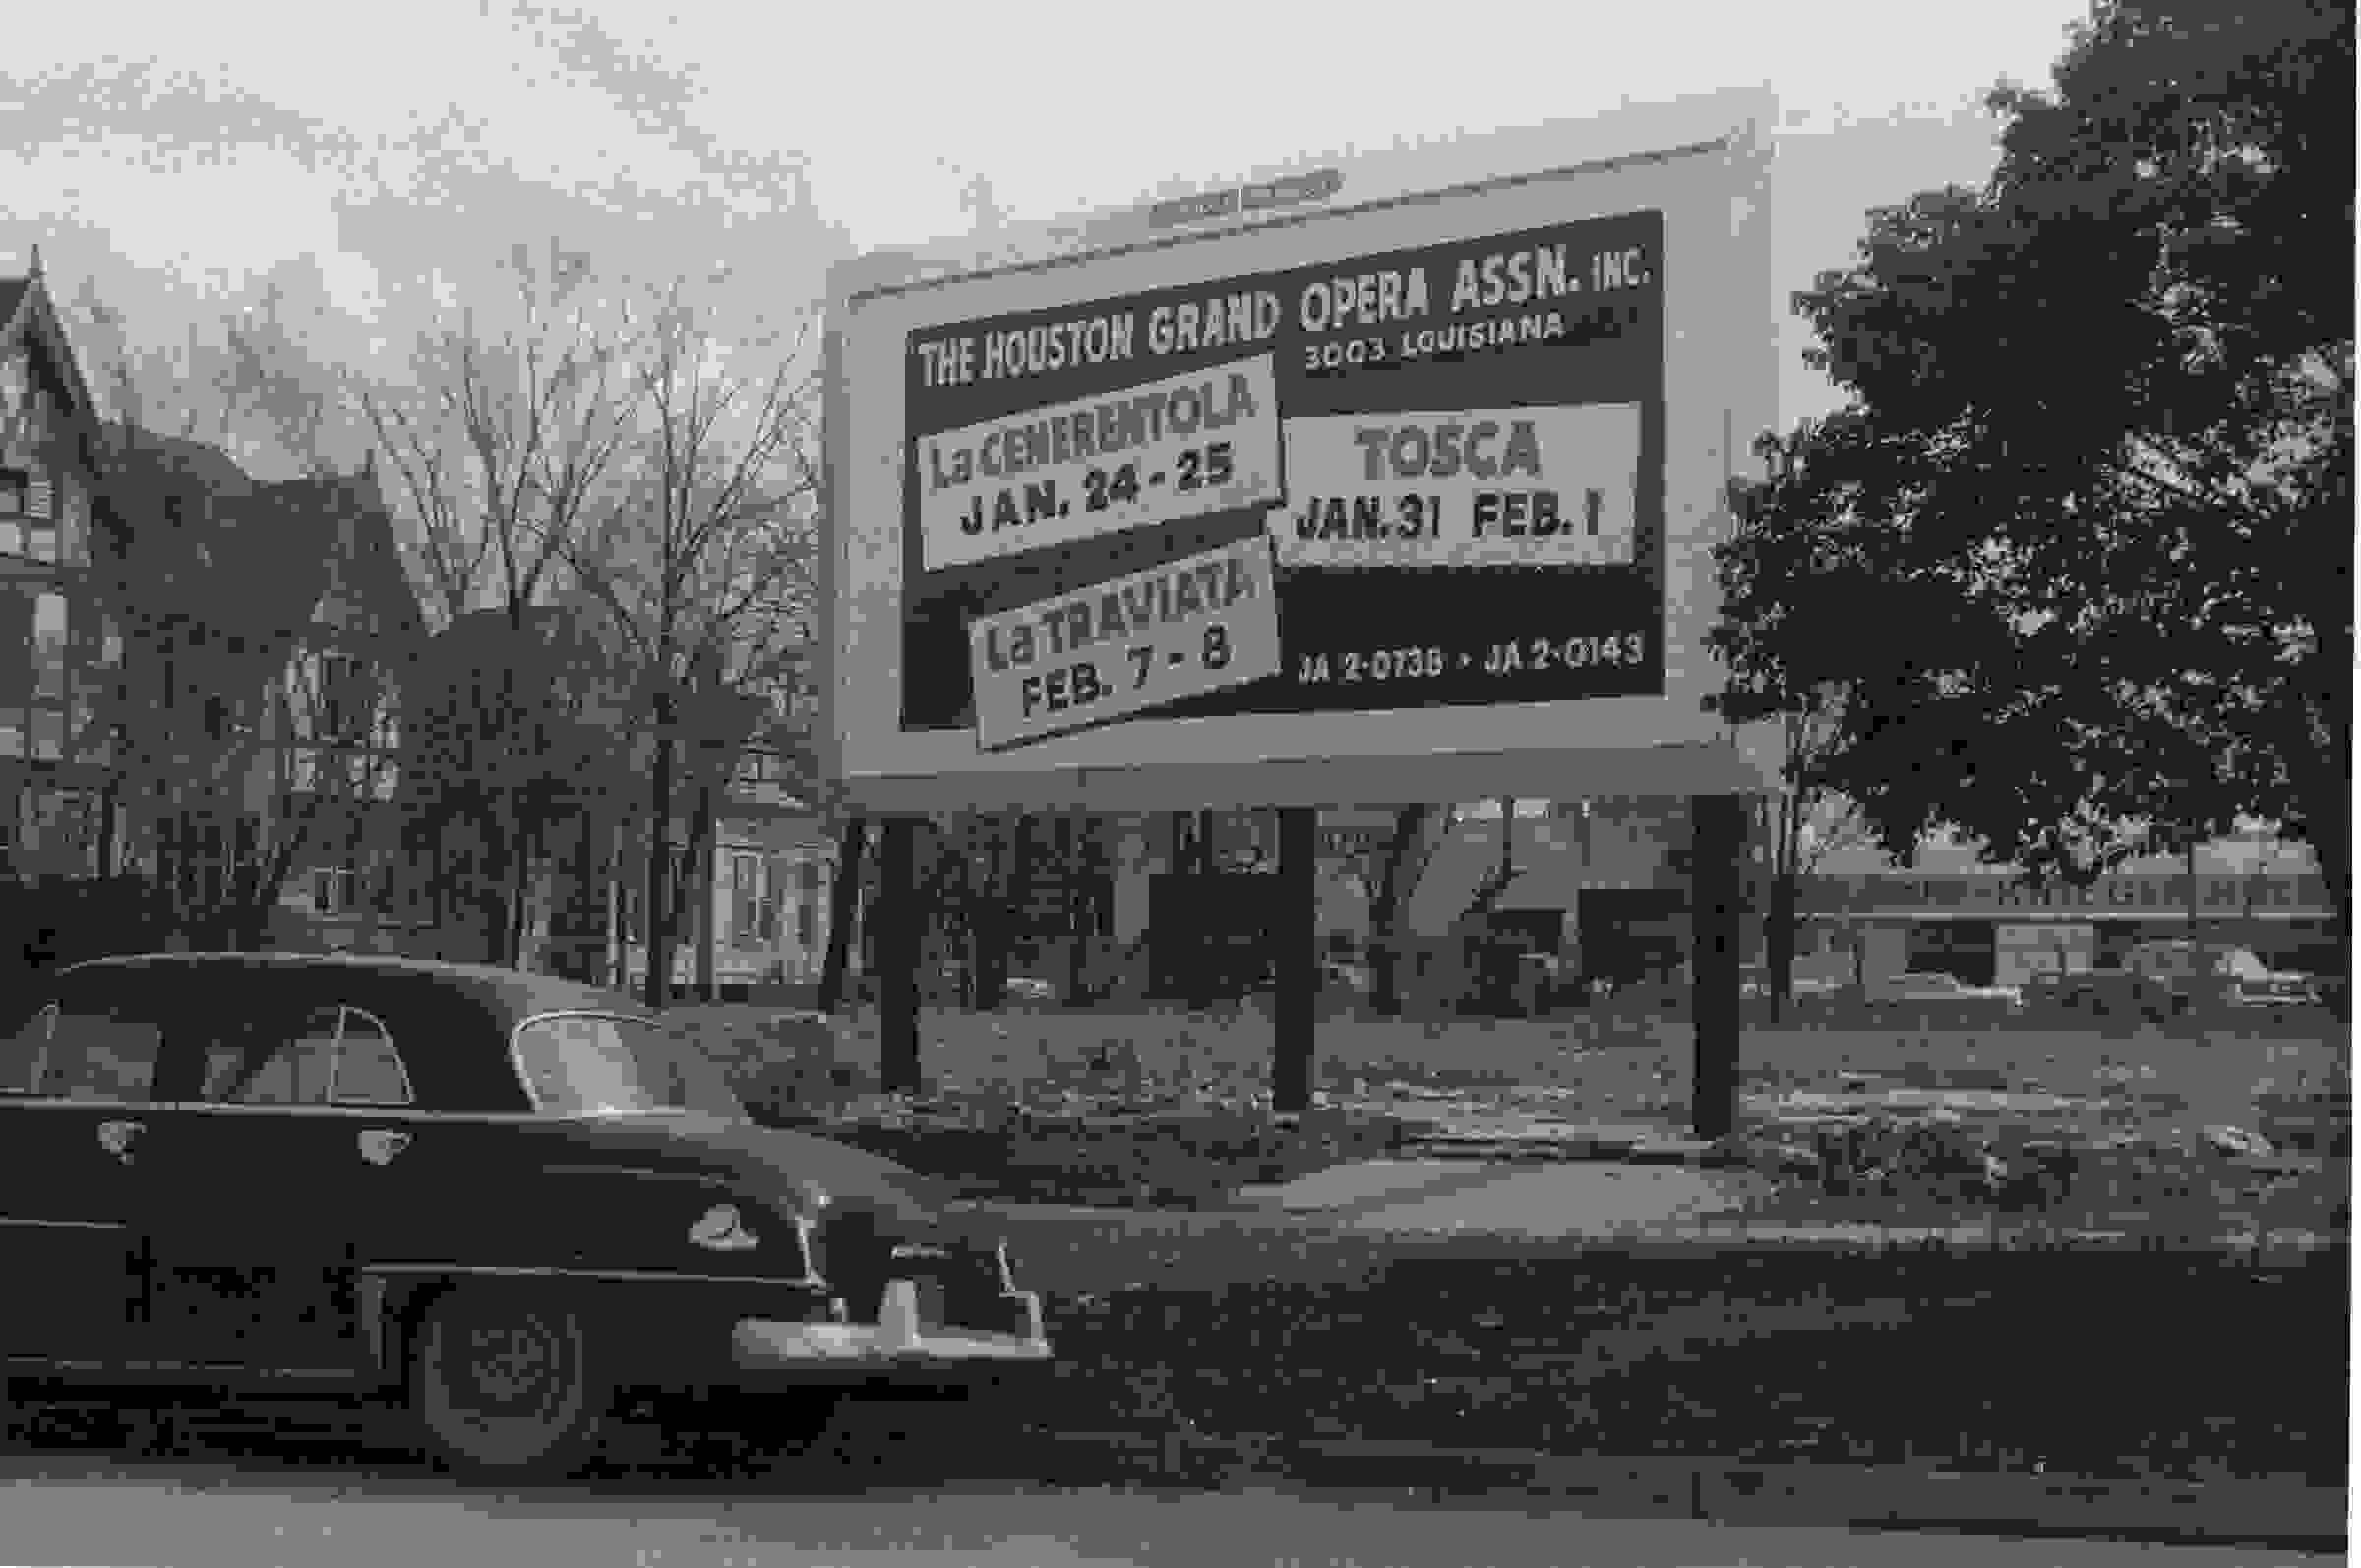 THE HOUSTON GRAND OPERA ASSN. INC.
3003 LOUISIANA
La CENERENTOLA
JAN. 24 - 25
TOSCA
JAN. 31 FEB. 1
La TRAVIATA
FEB. 7 - 8
JA 2-0738 • JA 2-0143